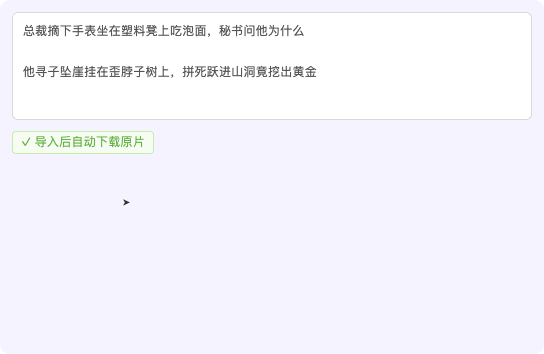 总裁摘下手表坐在塑料凳上吃泡面，秘书问他为什么
他寻子坠崖挂在歪脖子树上，拼死跃进山洞竟挖出黄金
✓ 导入后自动下载原片